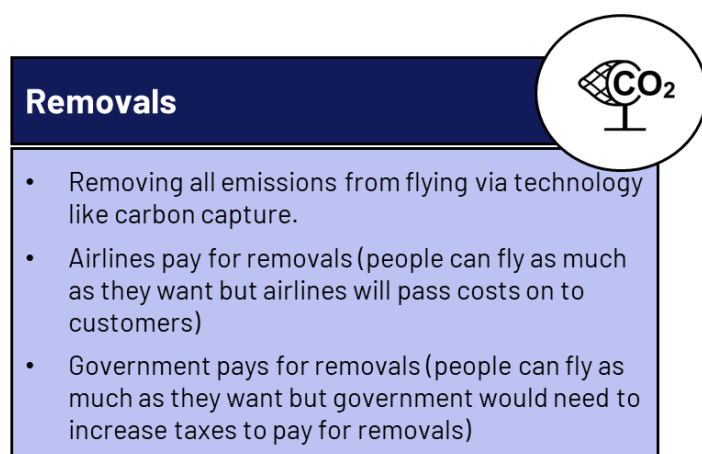 CO₂
Removals
• Removing all emissions from flying via technology
like carbon capture.
• Airlines pay for removals (people can fly as much
as they want but airlines will pass costs on to
customers)
• Government pays for removals (people can fly as
much as they want but government would need to
increase taxes to pay for removals)